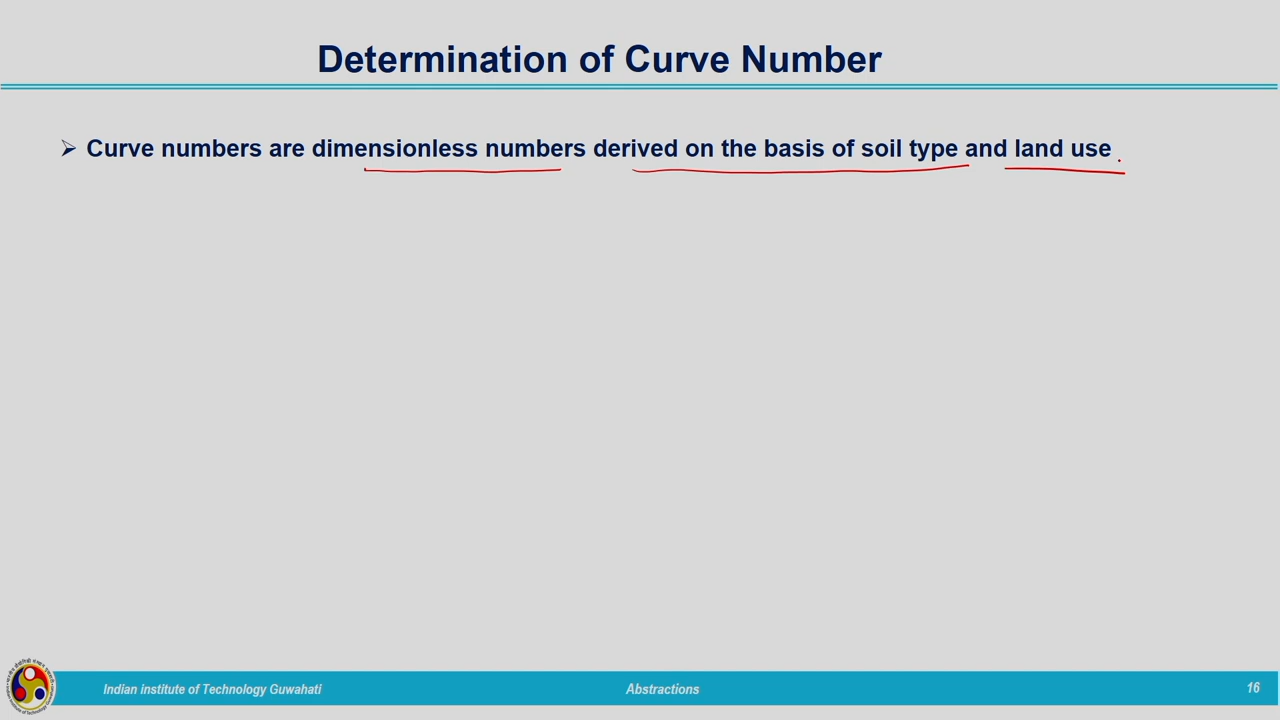 Determination of Curve Number
➢ Curve numbers are dimensionless numbers derived on the basis of soil type and land use
Indian institute of Technology Guwahati
Abstractions
16